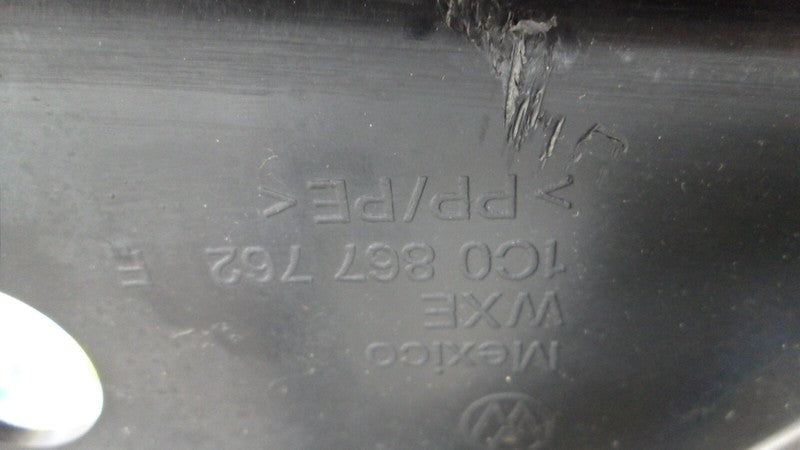 Mexico
WXE
1C0 867 762 E
>PP/PE<